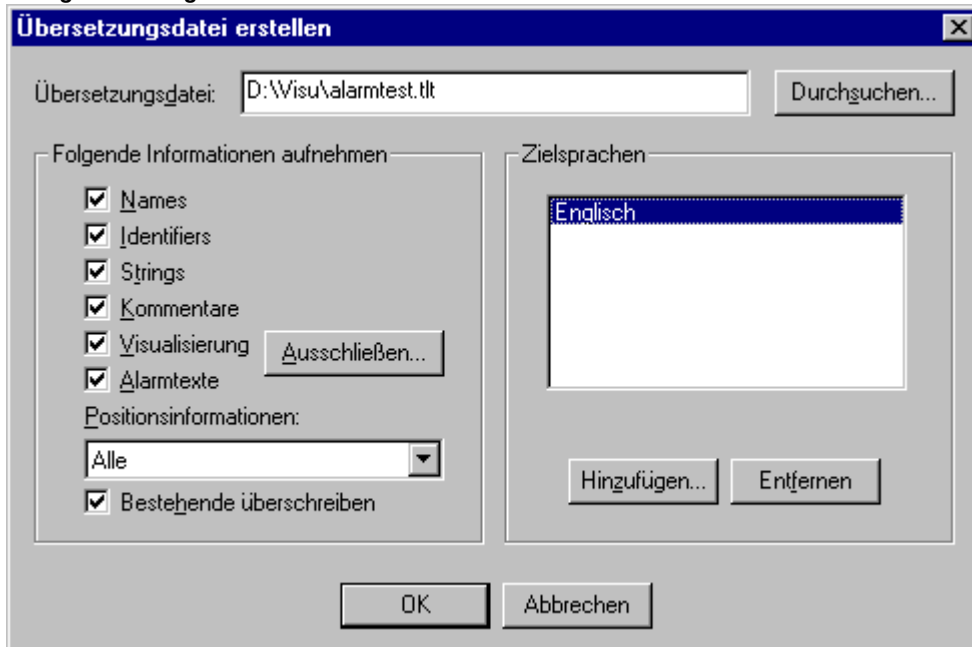 Übersetzungsdatei erstellen
Übersetzungsdatei: D:\Visu\alarmtest.tlt Durchsuchen...
Folgende Informationen aufnehmen
Names
Identifiers
Strings
Kommentare
Visualisierung Ausschließen...
Alarmtexte
Positionsinformationen:
Alle
Bestehende überschreiben
Zielsprachen
Englisch
Hinzufügen... Entfernen
OK Abbrechen